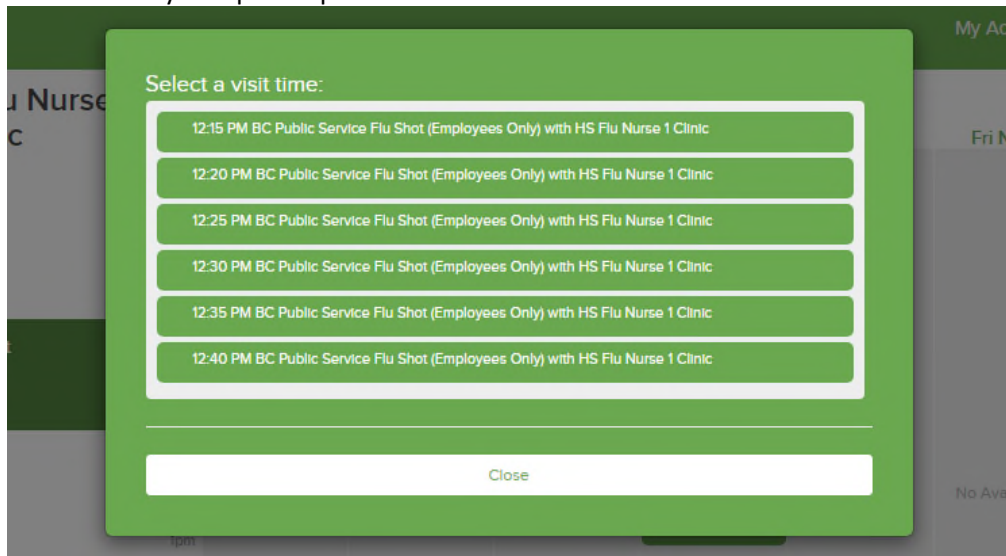 My Ac
Select a visit time:
u Nurse
c
12:15 PM BC Public Service Flu Shot (Employees Only) with HS Flu Nurse 1 Clinic
Fri N
12:20 PM BC Public Service Flu Shot (Employees Only) with HS Flu Nurse 1 Clinic
12:25 PM BC Public Service Flu Shot (Employees Only) with HS Flu Nurse 1 Clinic
12:30 PM BC Public Service Flu Shot (Employees Only) with HS Flu Nurse 1 Clinic
12:35 PM BC Public Service Flu Shot (Employees Only) with HS Flu Nurse 1 Clinic
12:40 PM BC Public Service Flu Shot (Employees Only) with HS Flu Nurse 1 Clinic
Close
No Ava
1pm